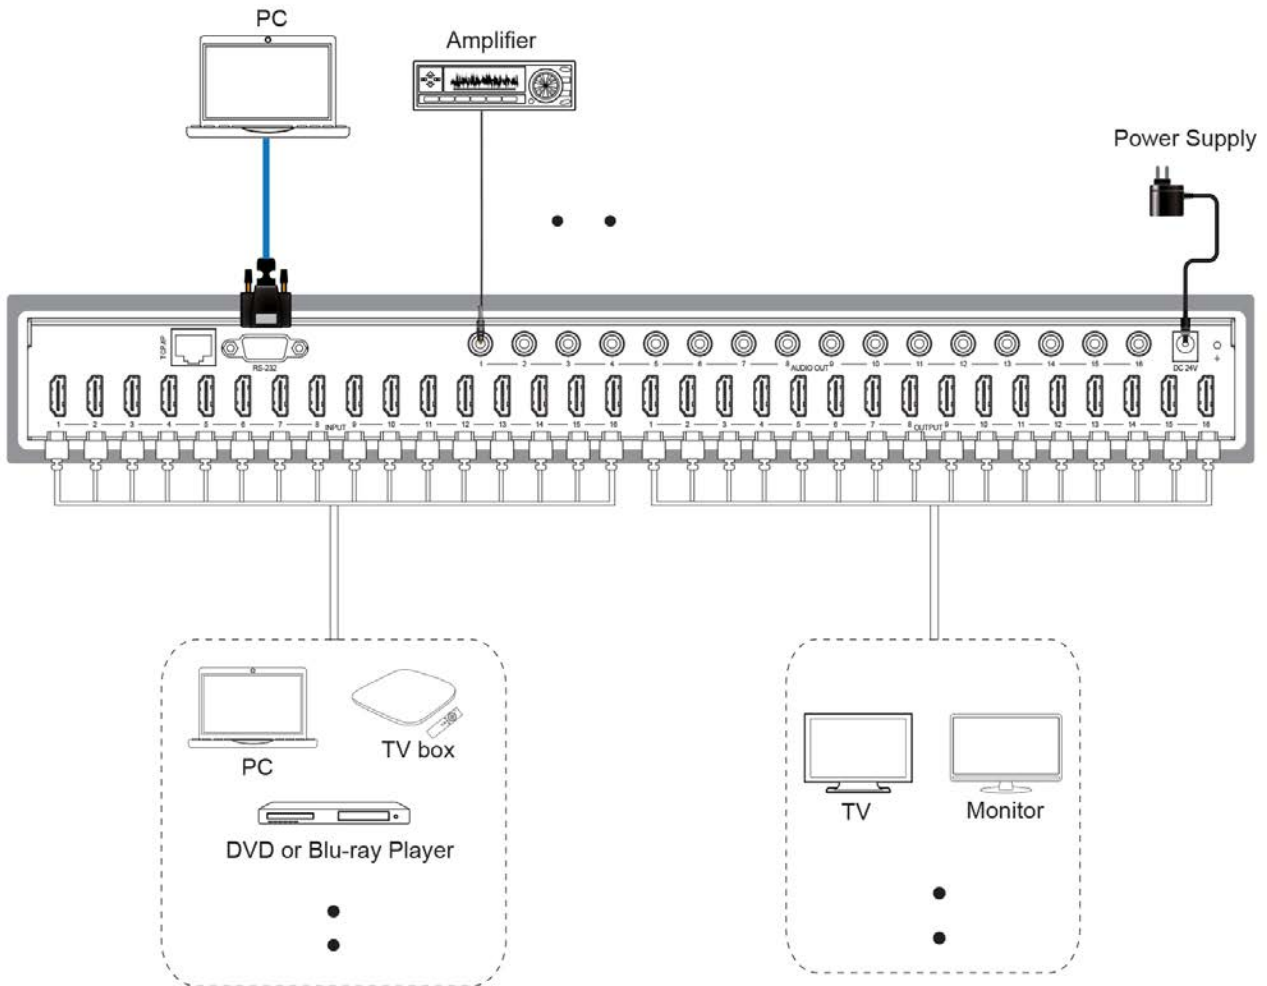 PC
Amplifier
Power Supply
TCP/IP
RS-232
1 2 3 4 5 6 7 8 AUDIO OUT 9 10 11 12 13 14 15 16
DC 24V
1 2 3 4 5 6 7 8 INPUT 9 10 11 12 13 14 15 16
1 2 3 4 5 6 7 8 OUTPUT 9 10 11 12 13 14 15 16
PC
TV box
DVD or Blu-ray Player
TV
Monitor